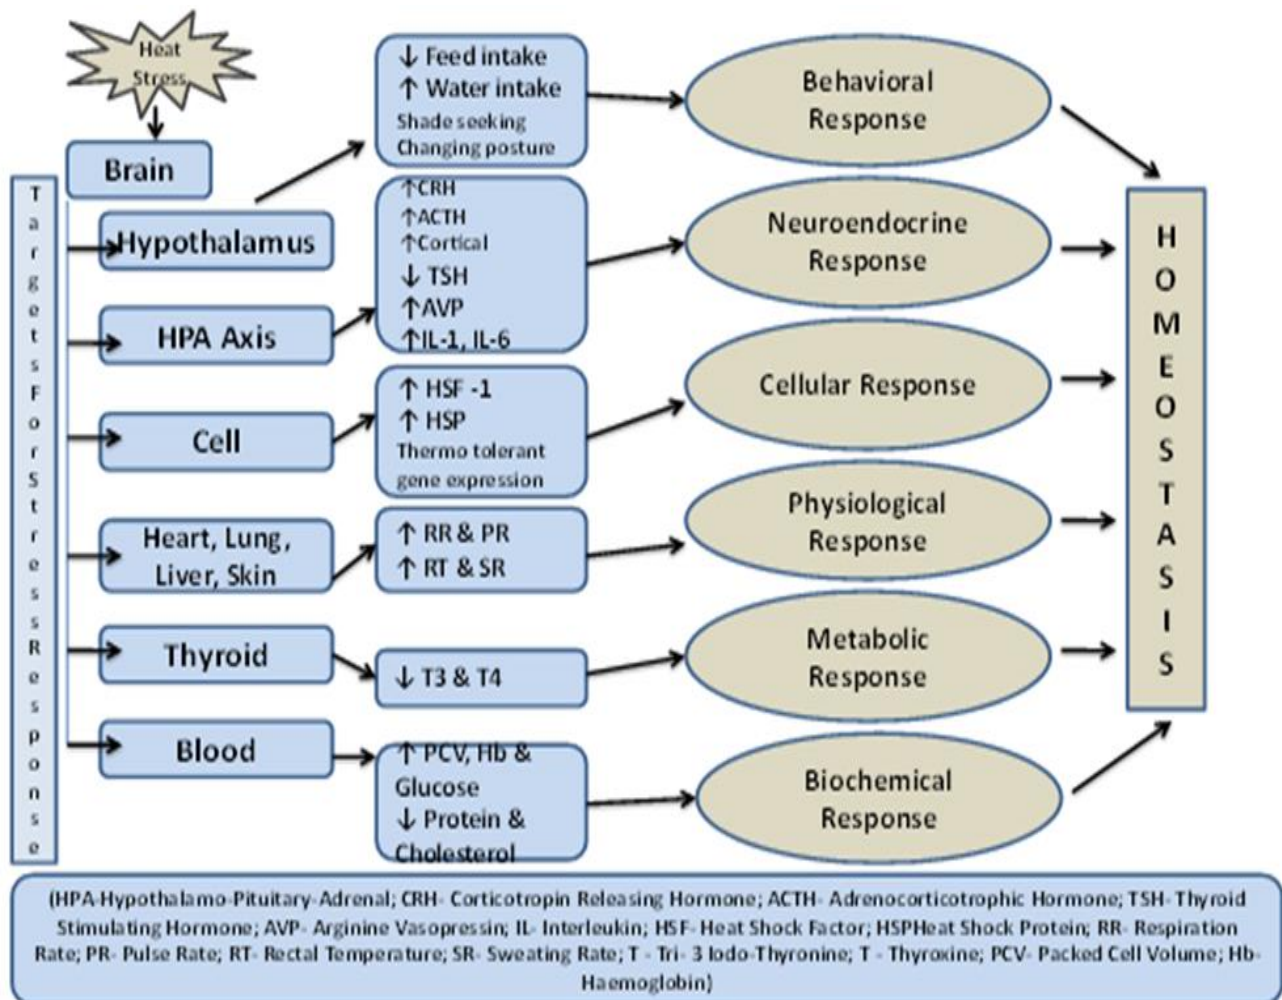 Heat
Stress
Brain
Targets For Stress Response
Hypothalamus
HPA Axis
Cell
Heart, Lung,
Liver, Skin
Thyroid
Blood
↓ Feed intake
↑ Water intake
Shade seeking
Changing posture
↑CRH
↑ACTH
↑Cortical
↓ TSH
↑AVP
↑IL-1, IL-6
↑ HSF -1
↑ HSP
Thermo tolerant
gene expression
↑ RR & PR
↑ RT & SR
↓ T3 & T4
↑ PCV, Hb &
Glucose
↓ Protein &
Cholesterol
Behavioral
Response
Neuroendocrine
Response
Cellular Response
Physiological
Response
Metabolic
Response
Biochemical
Response
HOMEOSTASIS
(HPA-Hypothalamo-Pituitary-Adrenal; CRH- Corticotropin Releasing Hormone; ACTH- Adrenocorticotrophic Hormone; TSH-Thyroid
Stimulating Hormone; AVP- Arginine Vasopressin; IL- Interleukin; HSF- Heat Shock Factor; HSPHeat Shock Protein; RR- Respiration
Rate; PR- Pulse Rate; RT- Rectal Temperature; SR- Sweating Rate; T - Tri- 3 Iodo-Thyronine; T - Thyroxine; PCV- Packed Cell Volume; Hb-
Haemoglobin)